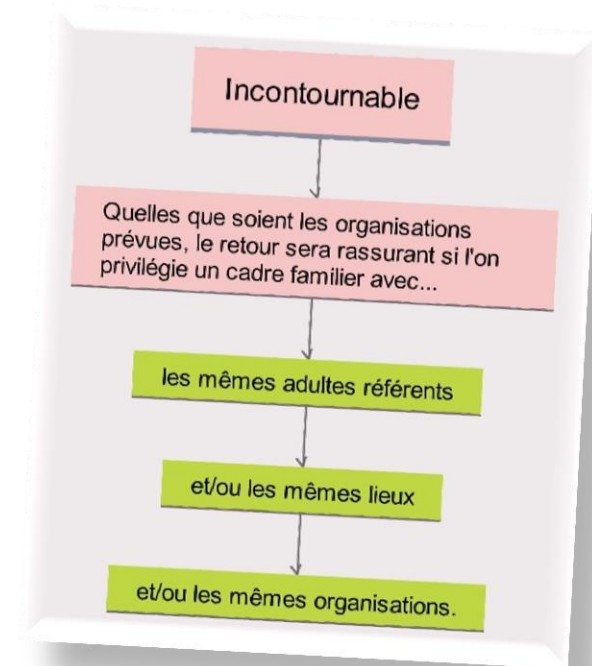 Incontournable
Quelles que soient les organisations
prévues, le retour sera rassurant si l'on
privilégie un cadre familier avec...
les mêmes adultes référents
et/ou les mêmes lieux
et/ou les mêmes organisations.